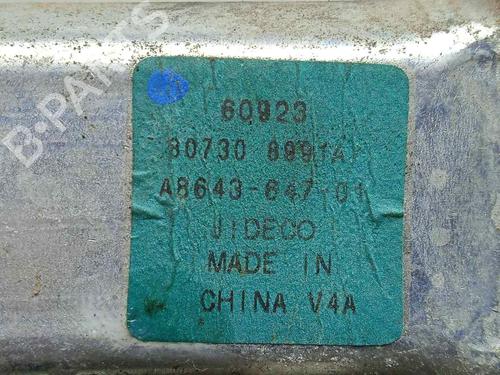 B-PARTS
60923
80730 8991A
A8643-647-01
JIDECO
MADE IN
CHINA V4A